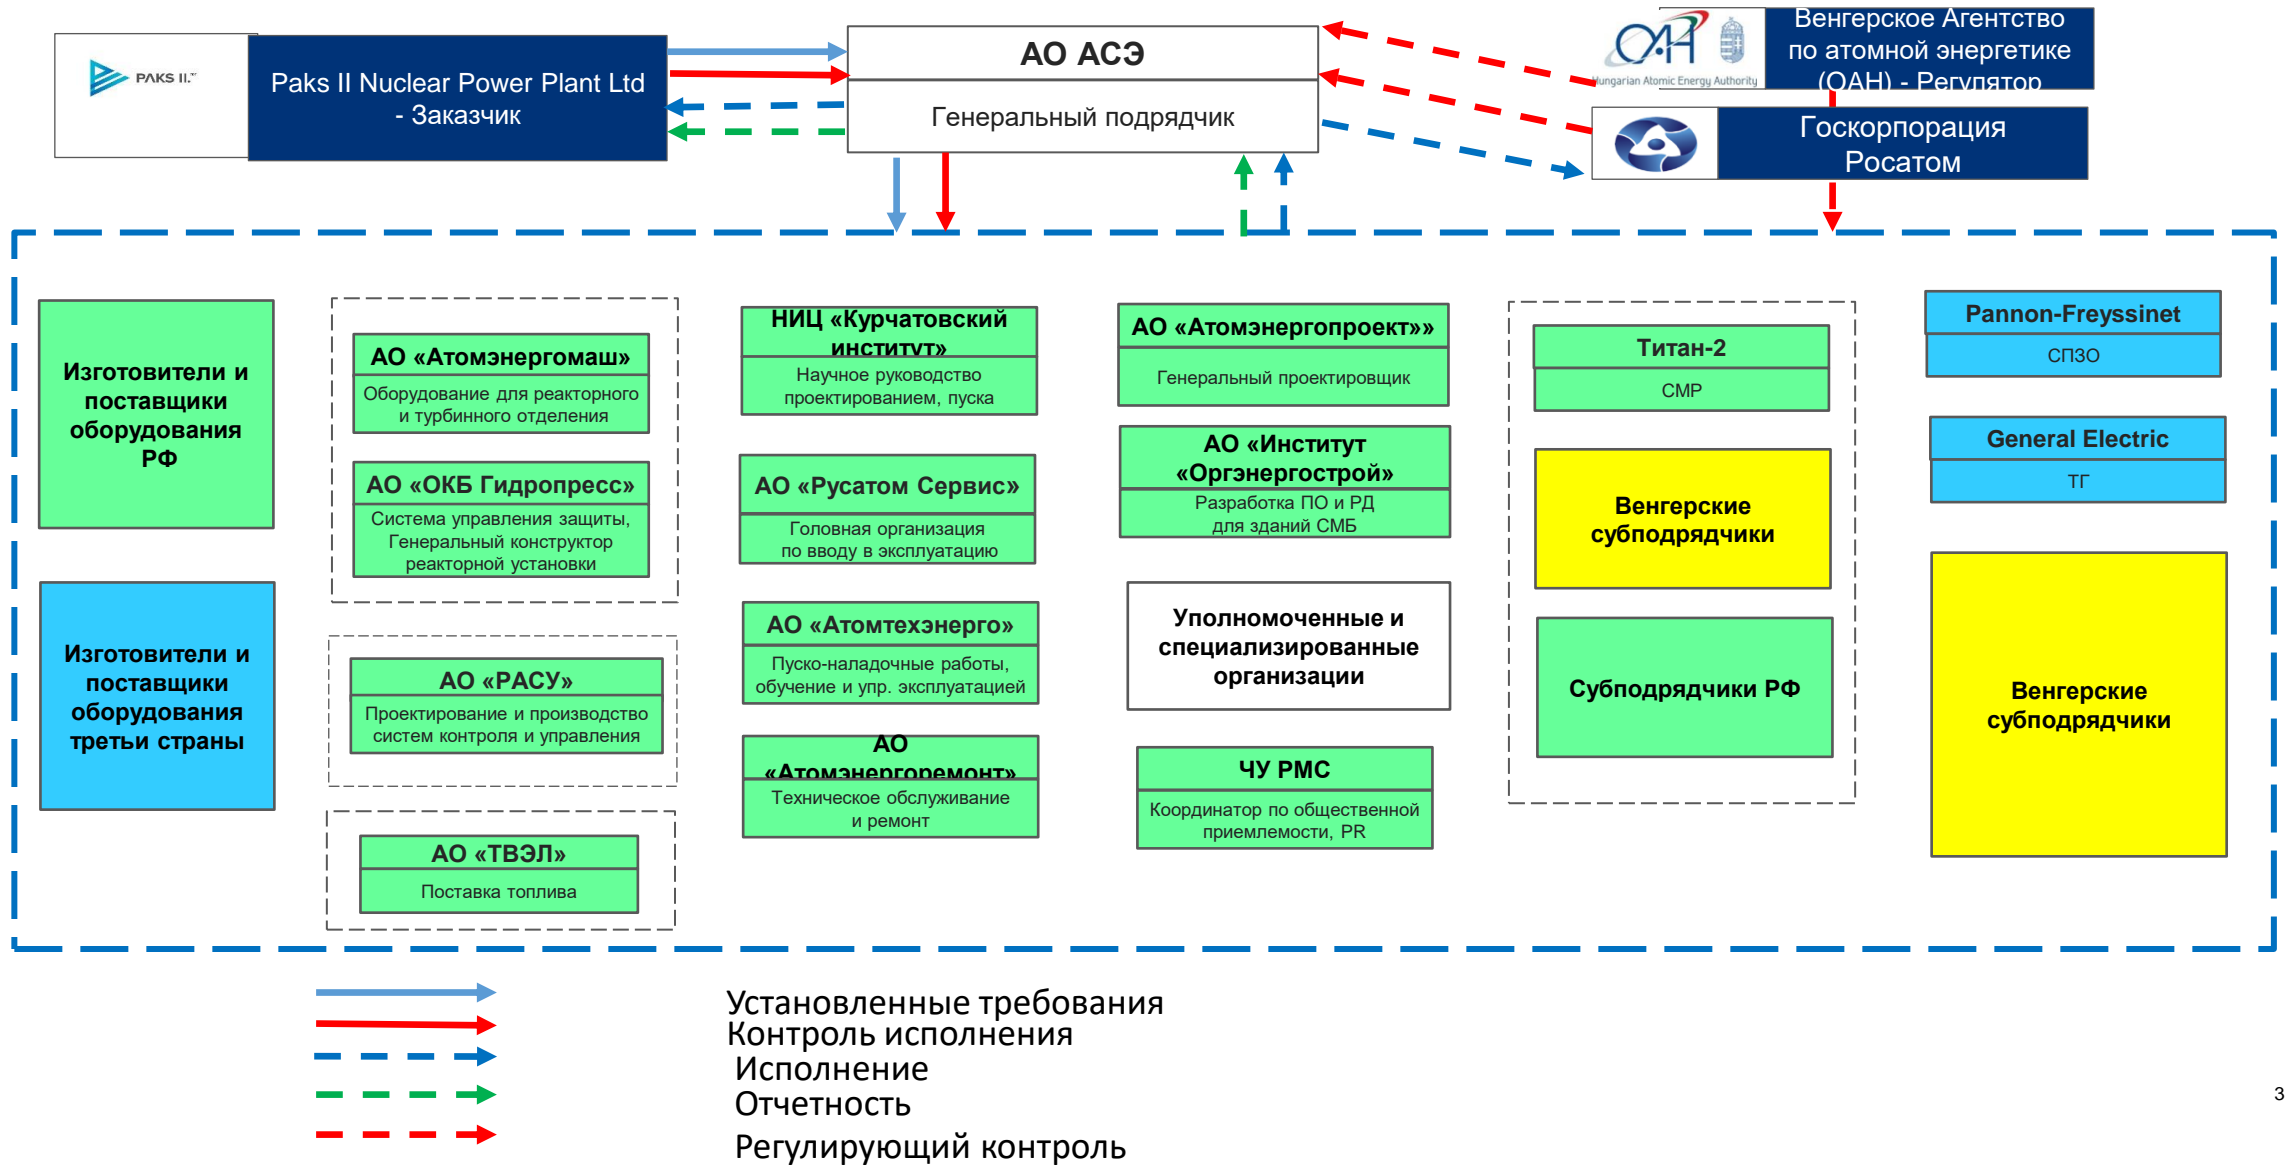 PAKS II.
Paks II Nuclear Power Plant Ltd
- Заказчик
АО АСЭ
Генеральный подрядчик
ОАН
Hungarian Atomic Energy Authority
Венгерское Агентство
по атомной энергетике
(ОАН) - Регулятор
Госкорпорация
Росатом
Изготовители и
поставщики
оборудования
РФ
Изготовители и
поставщики
оборудования
третьи страны
АО «Атомэнергомаш»
Оборудование для реакторного
и турбинного отделения
АО «ОКБ Гидропресс»
Система управления защиты,
Генеральный конструктор
реакторной установки
АО «РАСУ»
Проектирование и производство
систем контроля и управления
АО «ТВЭЛ»
Поставка топлива
НИЦ «Курчатовский
институт»
Научное руководство
проектированием, пуска
АО «Русатом Сервис»
Головная организация
по вводу в эксплуатацию
АО «Атомтехэнерго»
Пуско-наладочные работы,
обучение и упр. эксплуатацией
АО
«Атомэнергоремонт»
Техническое обслуживание
и ремонт
АО «Атомэнергопроект»»
Генеральный проектировщик
АО «Институт
«Оргэнергострой»
Разработка ПО и РД
для зданий СМБ
Уполномоченные и
специализированные
организации
ЧУ РМС
Координатор по общественной
приемлемости, PR
Титан-2
СМР
Венгерские
субподрядчики
Субподрядчики РФ
Pannon-Freyssinet
СПЗО
General Electric
ТГ
Венгерские
субподрядчики
Установленные требования
Контроль исполнения
Исполнение
Отчетность
Регулирующий контроль
3